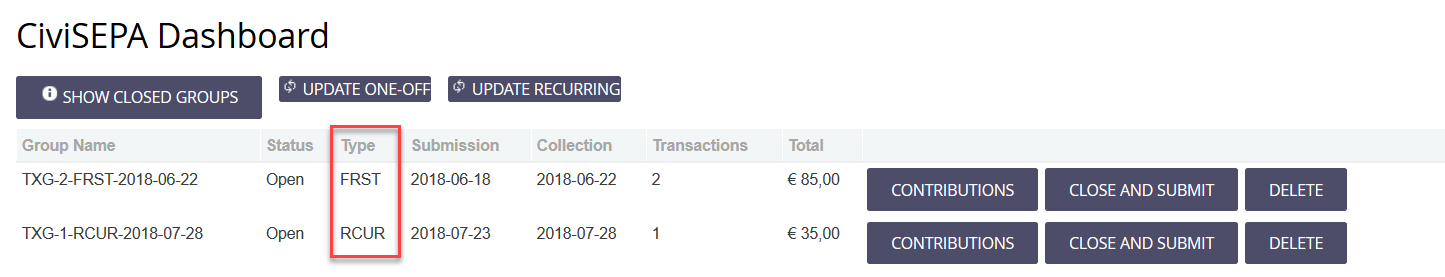 CiviSEPA Dashboard
SHOW CLOSED GROUPS UPDATE ONE-OFF UPDATE RECURRING
Group Name Status Type Submission Collection Transactions Total
TXG-2-FRST-2018-06-22 Open FRST 2018-06-18 2018-06-22 2 € 85,00 CONTRIBUTIONS CLOSE AND SUBMIT DELETE
TXG-1-RCUR-2018-07-28 Open RCUR 2018-07-23 2018-07-28 1 € 35,00 CONTRIBUTIONS CLOSE AND SUBMIT DELETE